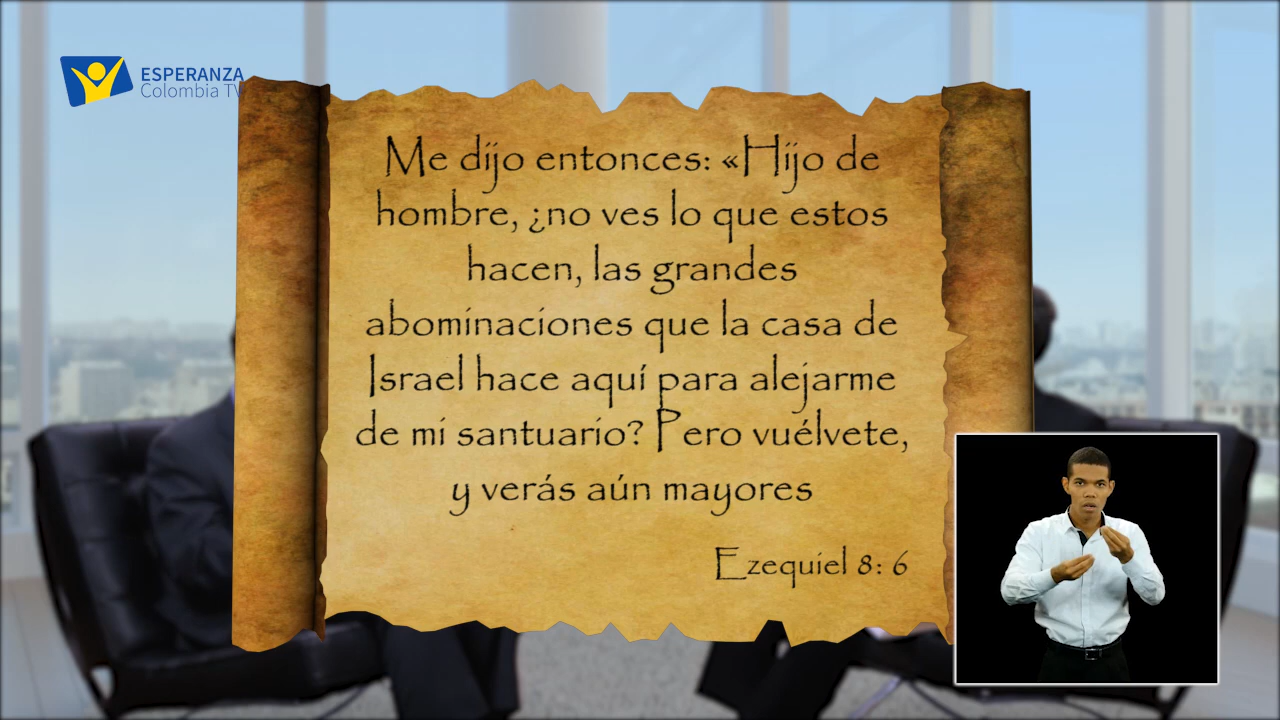 ESPERANZA
Colombia TV
Me dijo entonces: «Hijo de
hombre, ¿no ves lo que estos
hacen, las grandes
abominaciones que la casa de
Israel hace aquí para alejarme
de mi santuario? Pero vuélvete,
y verás aún mayores
Ezequiel 8: 6